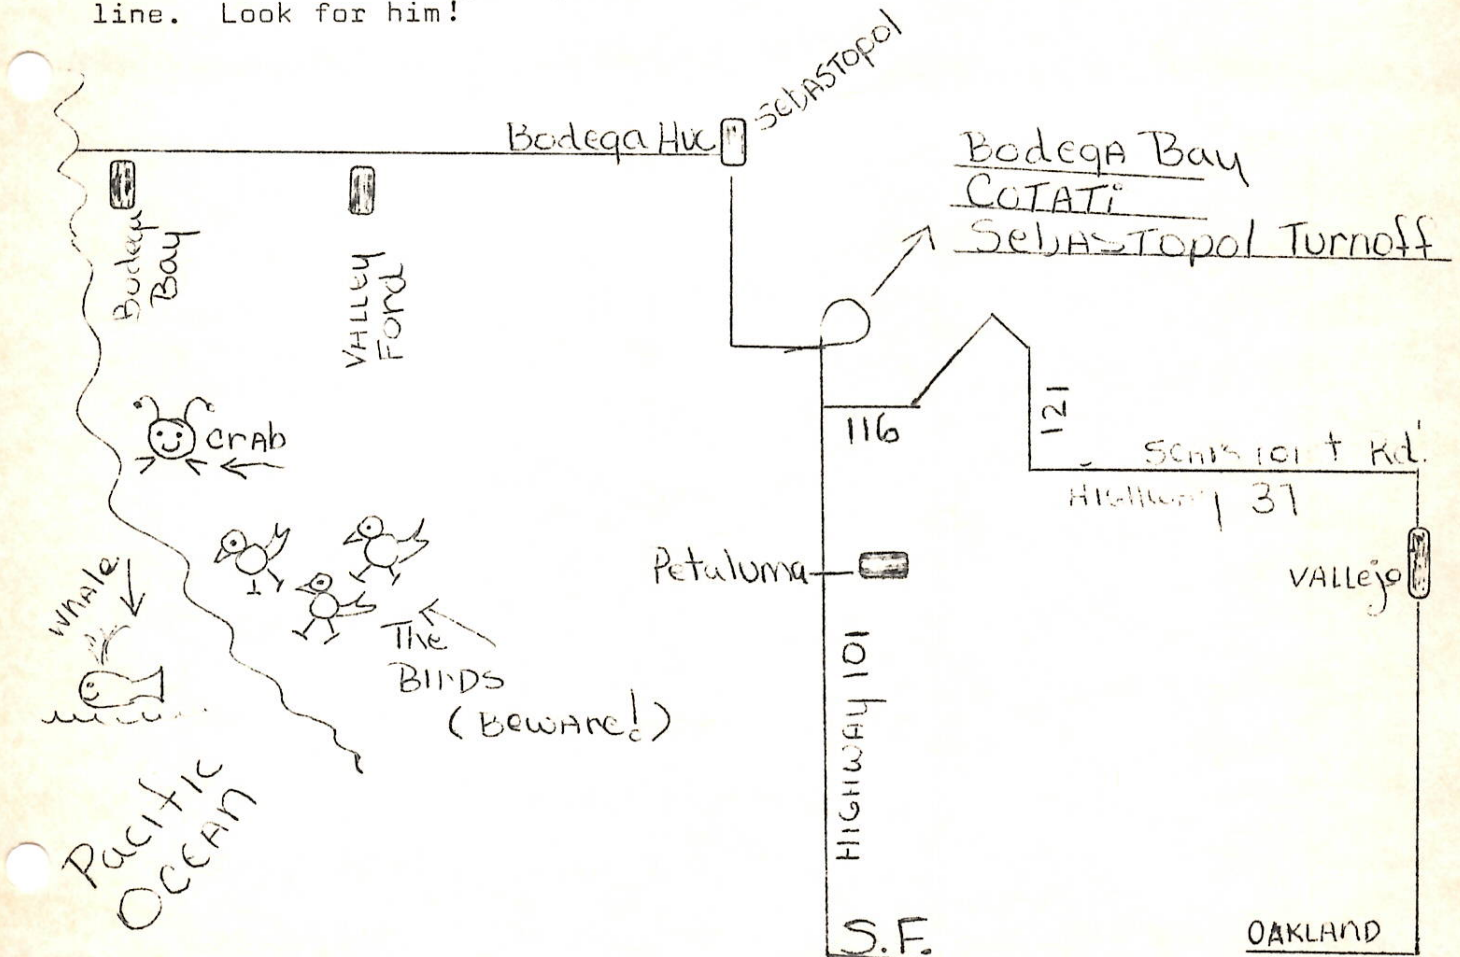 line.  Look for him!
Sebastopol
Bodega Hwy
Bodega Bay
COTATi
SebASTopol Turnoff
Bodega
Bay
VALLEY
Ford
crAb
116
121
Rd.
Highway 37
Petaluma
VALLejo
whale
The
BirDS
(BewAre!)
HIGHWAY 101
Pacific
OCEAN
S.F.
OAKLAND